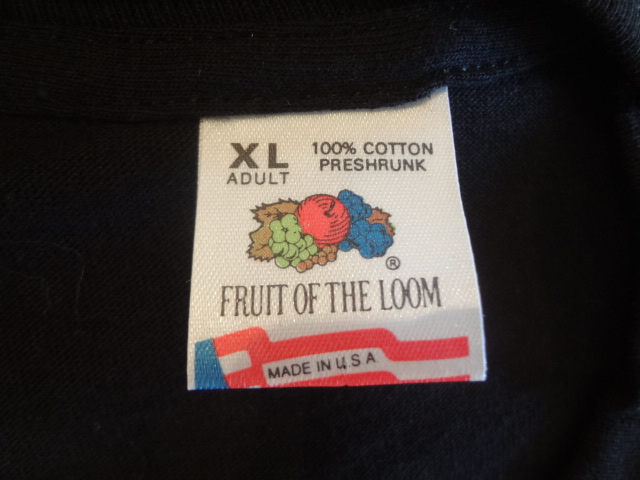 XL 100% COTTON
ADULT PRESHRUNK
®
FRUIT OF THE LOOM
MADE IN U S A